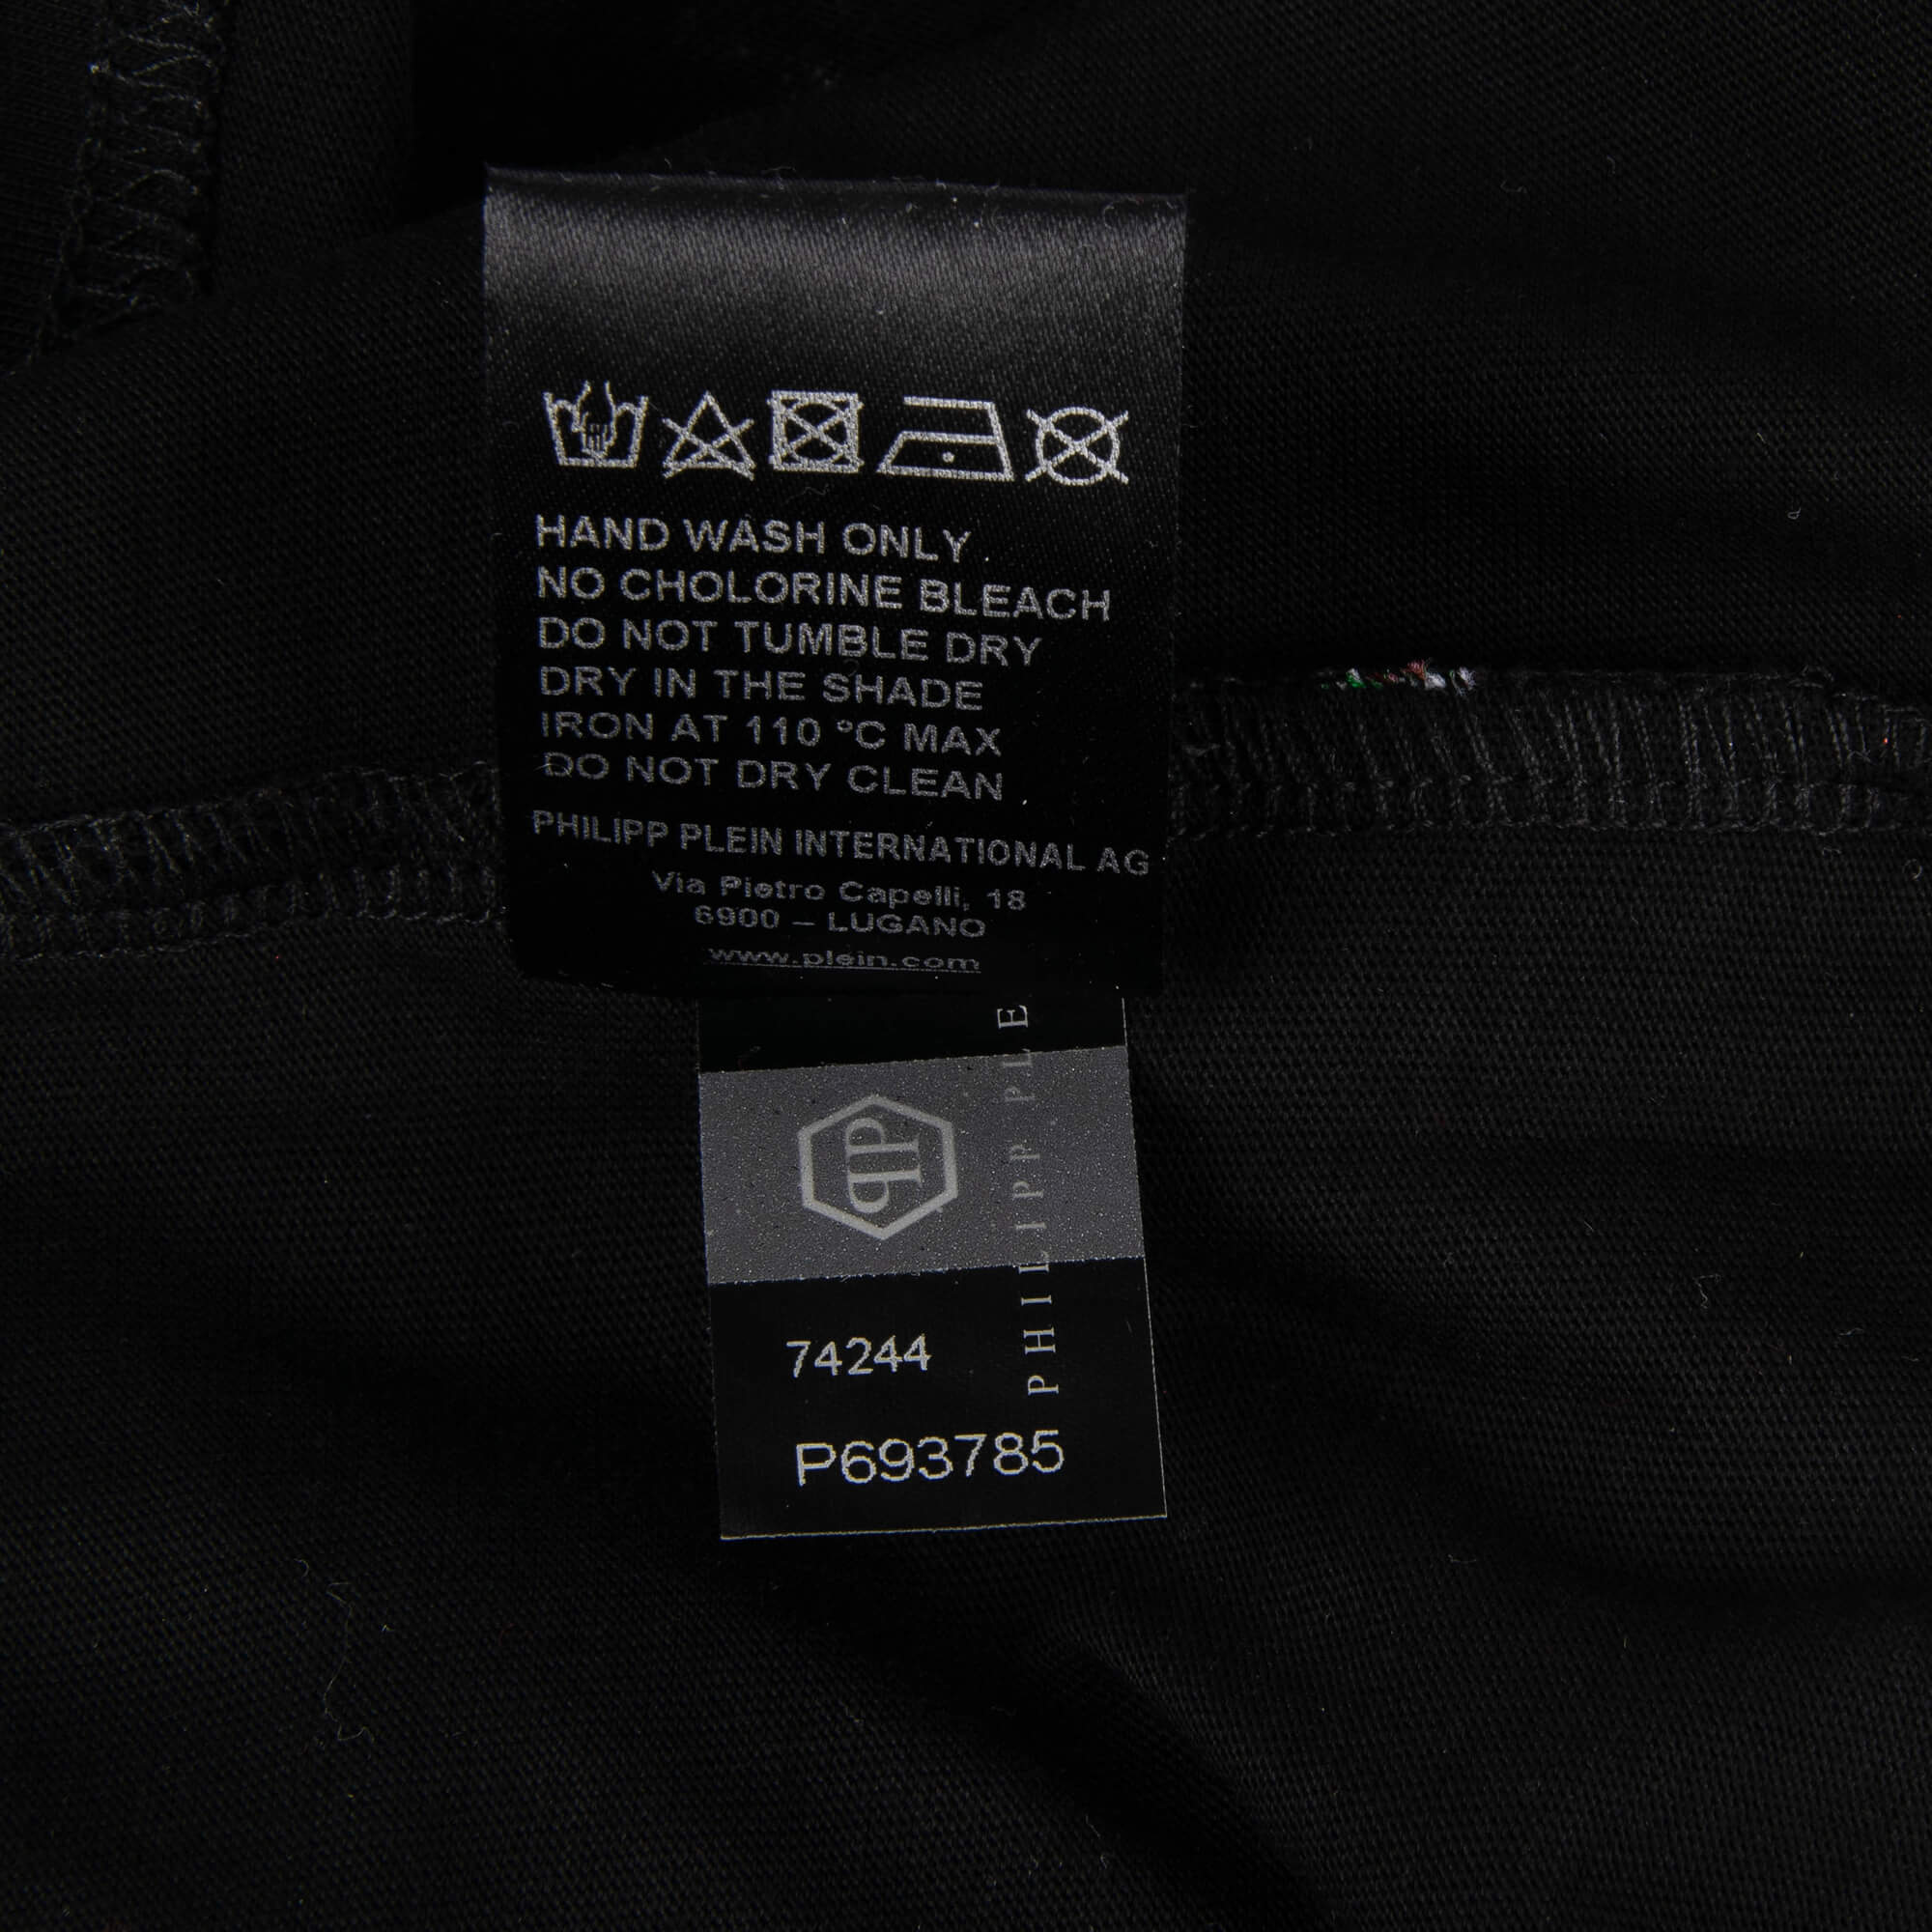 HAND WASH ONLY
NO CHOLORINE BLEACH
DO NOT TUMBLE DRY
DRY IN THE SHADE
IRON AT 110 °C MAX
DO NOT DRY CLEAN
PHILIPP PLEIN INTERNATIONAL AG
Via Pietro Capelli, 18
6900 – LUGANO
www.plein.com
PHILIPP PLE
PP
74244
P693785